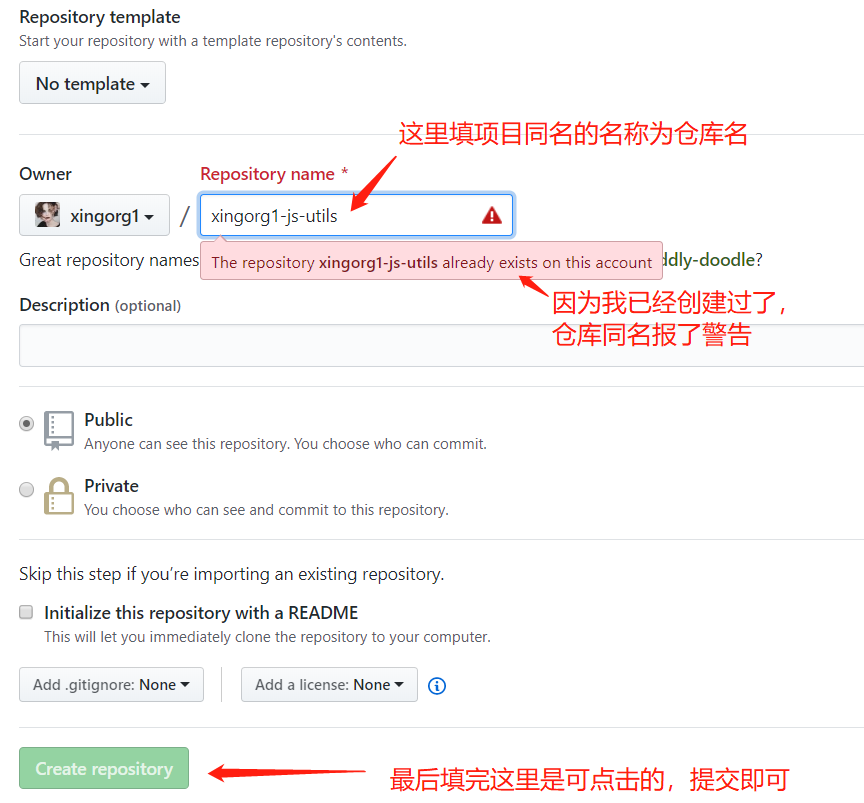 Repository template
Start your repository with a template repository's contents.
No template
这里填项目同名的名称为仓库名
Owner
Repository name *
xingorg1 / xingorg1-js-utils
Great repository names
The repository xingorg1-js-utils already exists on this account
ddly-doodle?
因为我已经创建过了，
仓库同名报了警告
Description (optional)
Public
Anyone can see this repository. You choose who can commit.
Private
You choose who can see and commit to this repository.
Skip this step if you’re importing an existing repository.
Initialize this repository with a README
This will let you immediately clone the repository to your computer.
Add .gitignore: None
Add a license: None
Create repository
最后填完这里是可点击的，提交即可